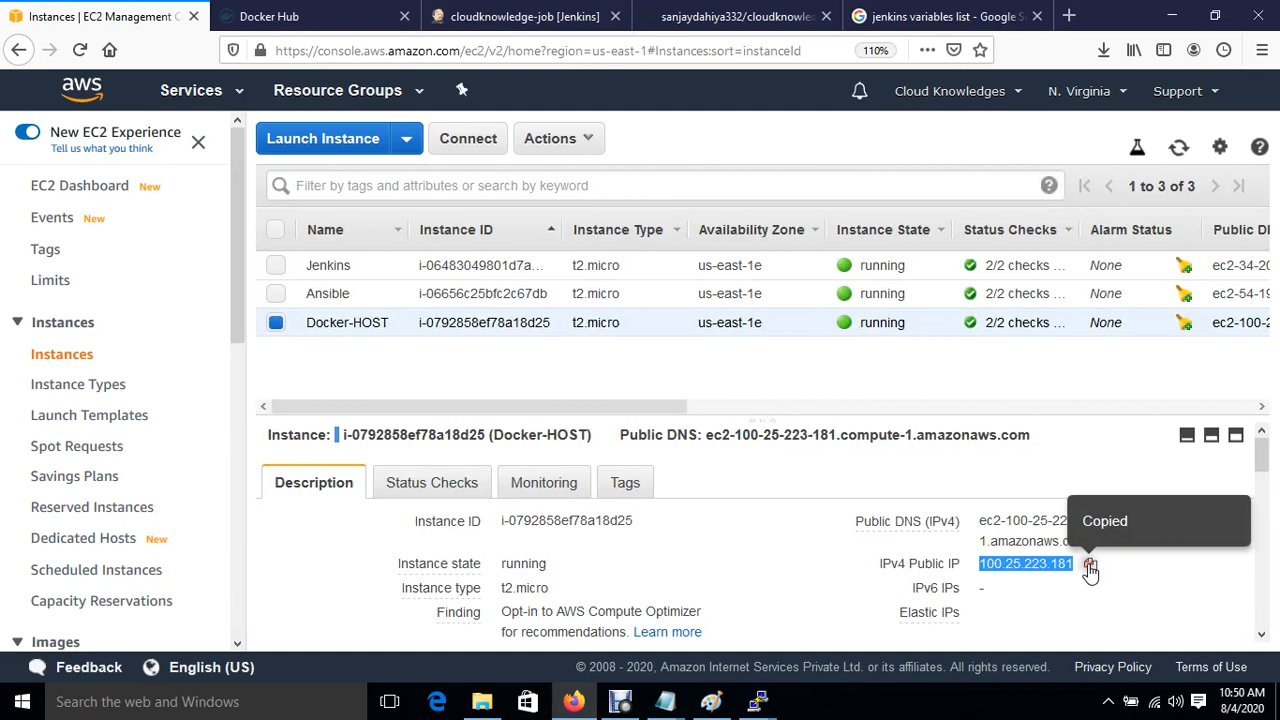 Instances | EC2 Management C
Docker Hub
cloudknowledge-job [Jenkins]
sanjaydahiya332/cloudknowle
jenkins variables list - Google S
https://console.aws.amazon.com/ec2/v2/home?region=us-east-1#Instances:sort=instanceId
110%
aws
Services
Resource Groups
Cloud Knowledges
N. Virginia
Support
New EC2 Experience
Tell us what you think
EC2 Dashboard New
Events New
Tags
Limits
Instances
Instances
Instance Types
Launch Templates
Spot Requests
Savings Plans
Reserved Instances
Dedicated Hosts New
Scheduled Instances
Capacity Reservations
Images
Launch Instance
Connect
Actions
Filter by tags and attributes or search by keyword
1 to 3 of 3
Name Instance ID Instance Type Availability Zone Instance State Status Checks Alarm Status Public D
Jenkins i-06483049801d7a... t2.micro us-east-1e running 2/2 checks ... None ec2-34-20
Ansible i-06656c25bfc2c67db t2.micro us-east-1e running 2/2 checks ... None ec2-54-19
Docker-HOST i-0792858ef78a18d25 t2.micro us-east-1e running 2/2 checks ... None ec2-100-2
Instance: i-0792858ef78a18d25 (Docker-HOST) Public DNS: ec2-100-25-223-181.compute-1.amazonaws.com
Description
Status Checks
Monitoring
Tags
Instance ID i-0792858ef78a18d25
Instance state running
Instance type t2.micro
Finding Opt-in to AWS Compute Optimizer
for recommendations. Learn more
Public DNS (IPv4) ec2-100-25-22
1.amazonaws.c
IPv4 Public IP 100.25.223.181
IPv6 IPs -
Elastic IPs
Copied
Feedback
English (US)
© 2008 - 2020, Amazon Internet Services Private Ltd. or its affiliates. All rights reserved.
Privacy Policy
Terms of Use
Search the web and Windows
10:50 AM
8/4/2020